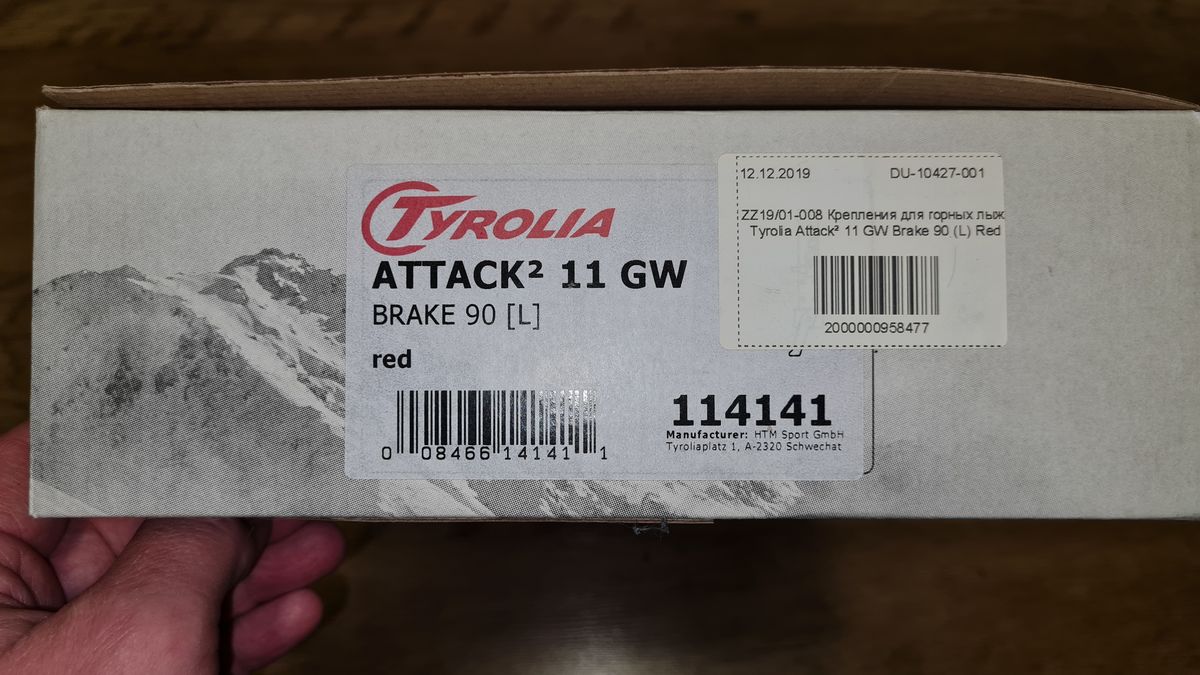 TYROLIA
ATTACK² 11 GW
BRAKE 90 [L]
red
0 08466 14141 1
114141
Manufacturer: HTM Sport GmbH
Tyroliaplatz 1, A-2320 Schwechat
12.12.2019 DU-10427-001
ZZ19/01-008 Крепления для горных лыж
Tyrolia Attack² 11 GW Brake 90 (L) Red
2000000958477